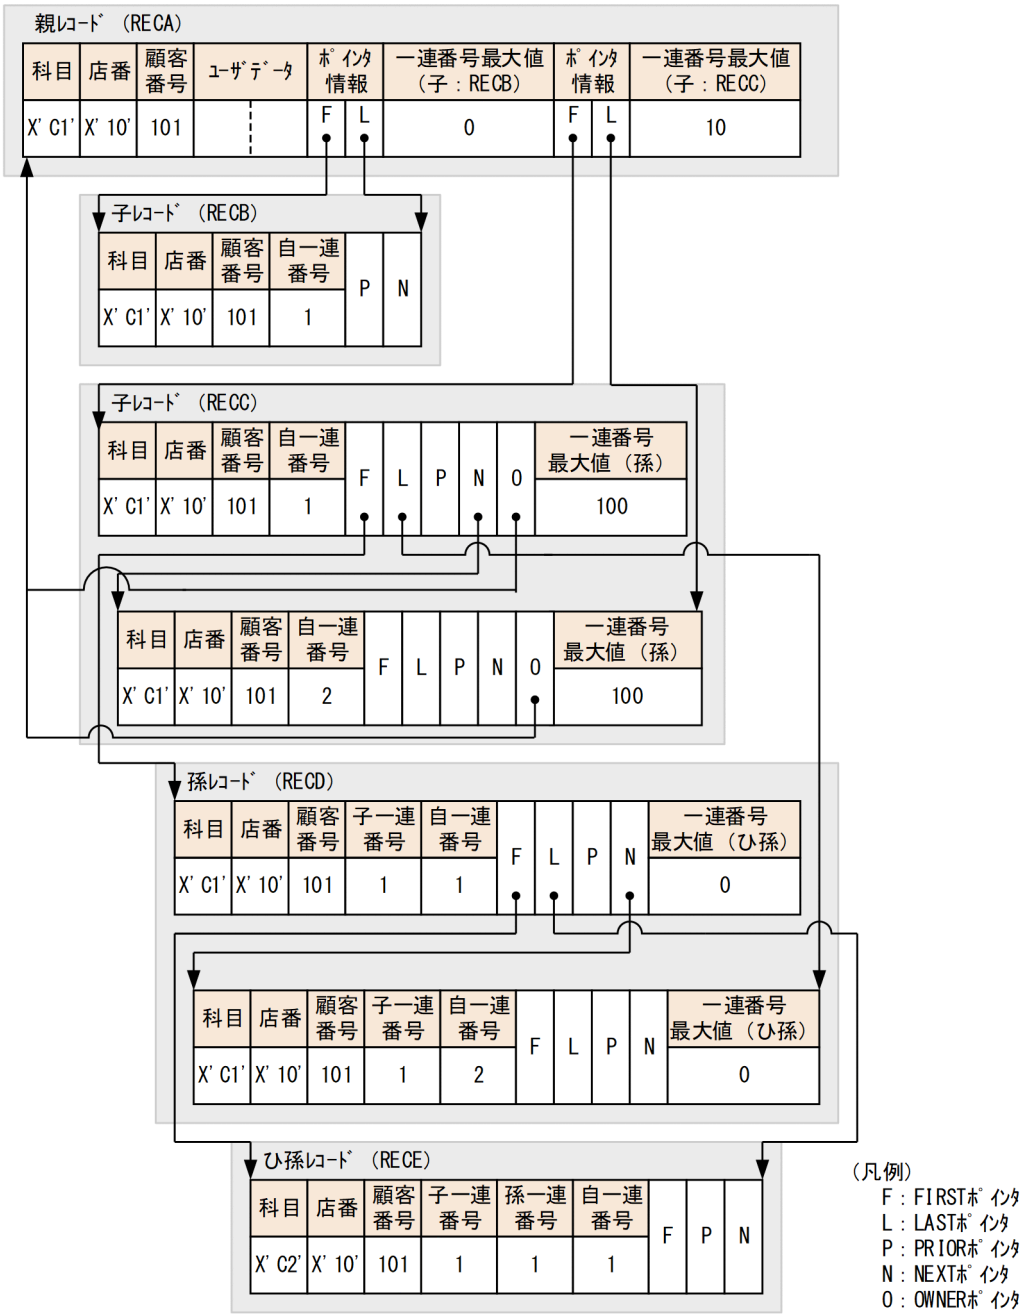 親ﾚｺｰﾄﾞ (RECA)
科目 店番 顧客番号 ﾕｰｻﾞﾃﾞｰﾀ ﾎﾟｲﾝﾀ情報 一連番号最大値(子：RECB) ﾎﾟｲﾝﾀ情報 一連番号最大値(子：RECC)
X'C1' X'10' 101 F L 0 F L 10
子ﾚｺｰﾄﾞ (RECB)
科目 店番 顧客番号 自一連番号 P N
X'C1' X'10' 101 1
子ﾚｺｰﾄﾞ (RECC)
科目 店番 顧客番号 自一連番号 F L P N O 一連番号最大値（孫）
X'C1' X'10' 101 1 100
科目 店番 顧客番号 自一連番号 F L P N O 一連番号最大値（孫）
X'C1' X'10' 101 2 100
孫ﾚｺｰﾄﾞ (RECD)
科目 店番 顧客番号 子一連番号 自一連番号 F L P N 一連番号最大値（ひ孫）
X'C1' X'10' 101 1 1 0
科目 店番 顧客番号 子一連番号 自一連番号 F L P N 一連番号最大値（ひ孫）
X'C1' X'10' 101 1 2 0
ひ孫ﾚｺｰﾄﾞ (RECE)
科目 店番 顧客番号 子一連番号 孫一連番号 自一連番号 F P N
X'C2' X'10' 101 1 1 1
(凡例)
F：FIRSTﾎﾟｲﾝﾀ
L：LASTﾎﾟｲﾝﾀ
P：PRIORﾎﾟｲﾝﾀ
N：NEXTﾎﾟｲﾝﾀ
O：OWNERﾎﾟｲﾝﾀ